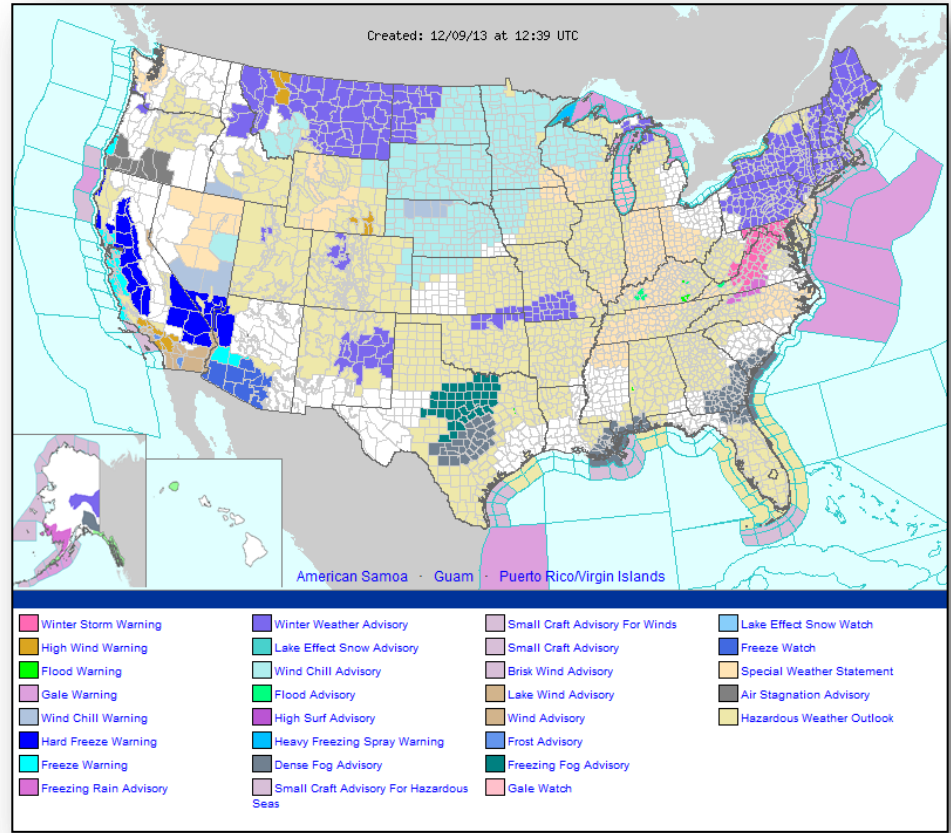 Created: 12/09/13 at 12:39 UTC
American Samoa · Guam · Puerto Rico/Virgin Islands
Winter Storm Warning
High Wind Warning
Flood Warning
Gale Warning
Wind Chill Warning
Hard Freeze Warning
Freeze Warning
Freezing Rain Advisory
Winter Weather Advisory
Lake Effect Snow Advisory
Wind Chill Advisory
Flood Advisory
High Surf Advisory
Heavy Freezing Spray Warning
Dense Fog Advisory
Small Craft Advisory For Hazardous
Seas
Small Craft Advisory For Winds
Small Craft Advisory
Brisk Wind Advisory
Lake Wind Advisory
Wind Advisory
Frost Advisory
Freezing Fog Advisory
Gale Watch
Lake Effect Snow Watch
Freeze Watch
Special Weather Statement
Air Stagnation Advisory
Hazardous Weather Outlook